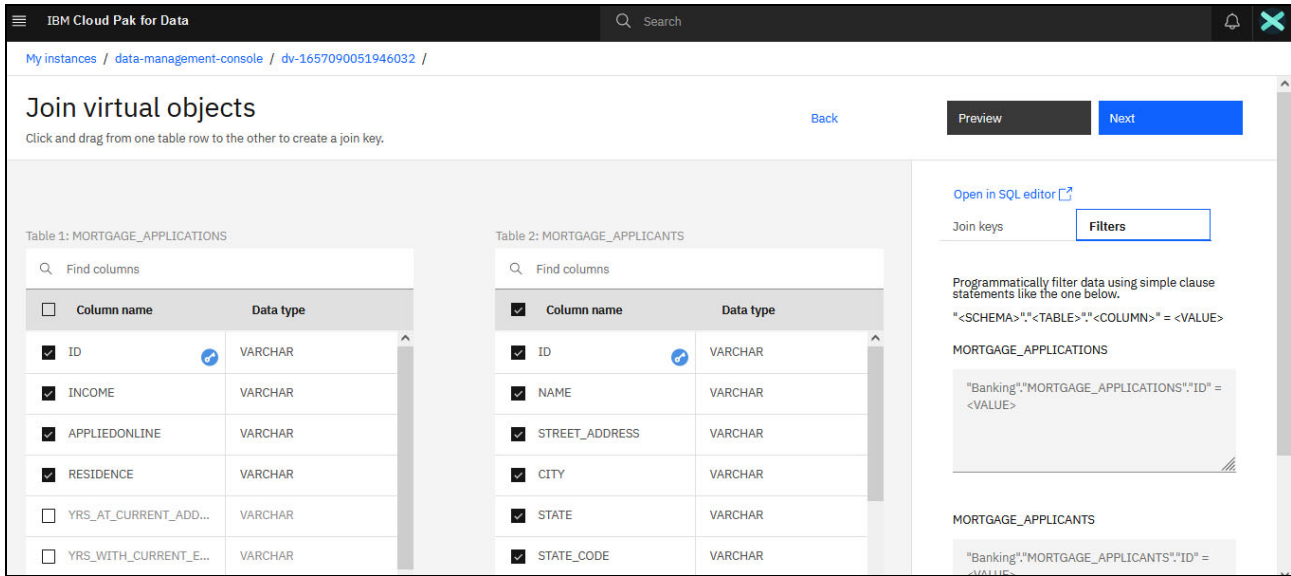 IBM Cloud Pak for Data
Search
My instances / data-management-console / dv-1657090051946032 /
Join virtual objects
Click and drag from one table row to the other to create a join key.
Back
Preview
Next
Open in SQL editor
Join keys
Filters
Table 1: MORTGAGE_APPLICATIONS
Find columns
Column name Data type
ID VARCHAR
INCOME VARCHAR
APPLIEDONLINE VARCHAR
RESIDENCE VARCHAR
YRS_AT_CURRENT_ADD... VARCHAR
YRS_WITH_CURRENT_E... VARCHAR
Table 2: MORTGAGE_APPLICANTS
Find columns
Column name Data type
ID VARCHAR
NAME VARCHAR
STREET_ADDRESS VARCHAR
CITY VARCHAR
STATE VARCHAR
STATE_CODE VARCHAR
Programmatically filter data using simple clause
statements like the one below.
"<SCHEMA>"."<TABLE>"."<COLUMN>" = <VALUE>
MORTGAGE_APPLICATIONS
"Banking"."MORTGAGE_APPLICATIONS"."ID" =
<VALUE>
MORTGAGE_APPLICANTS
"Banking"."MORTGAGE_APPLICANTS"."ID" =
<VALUE>